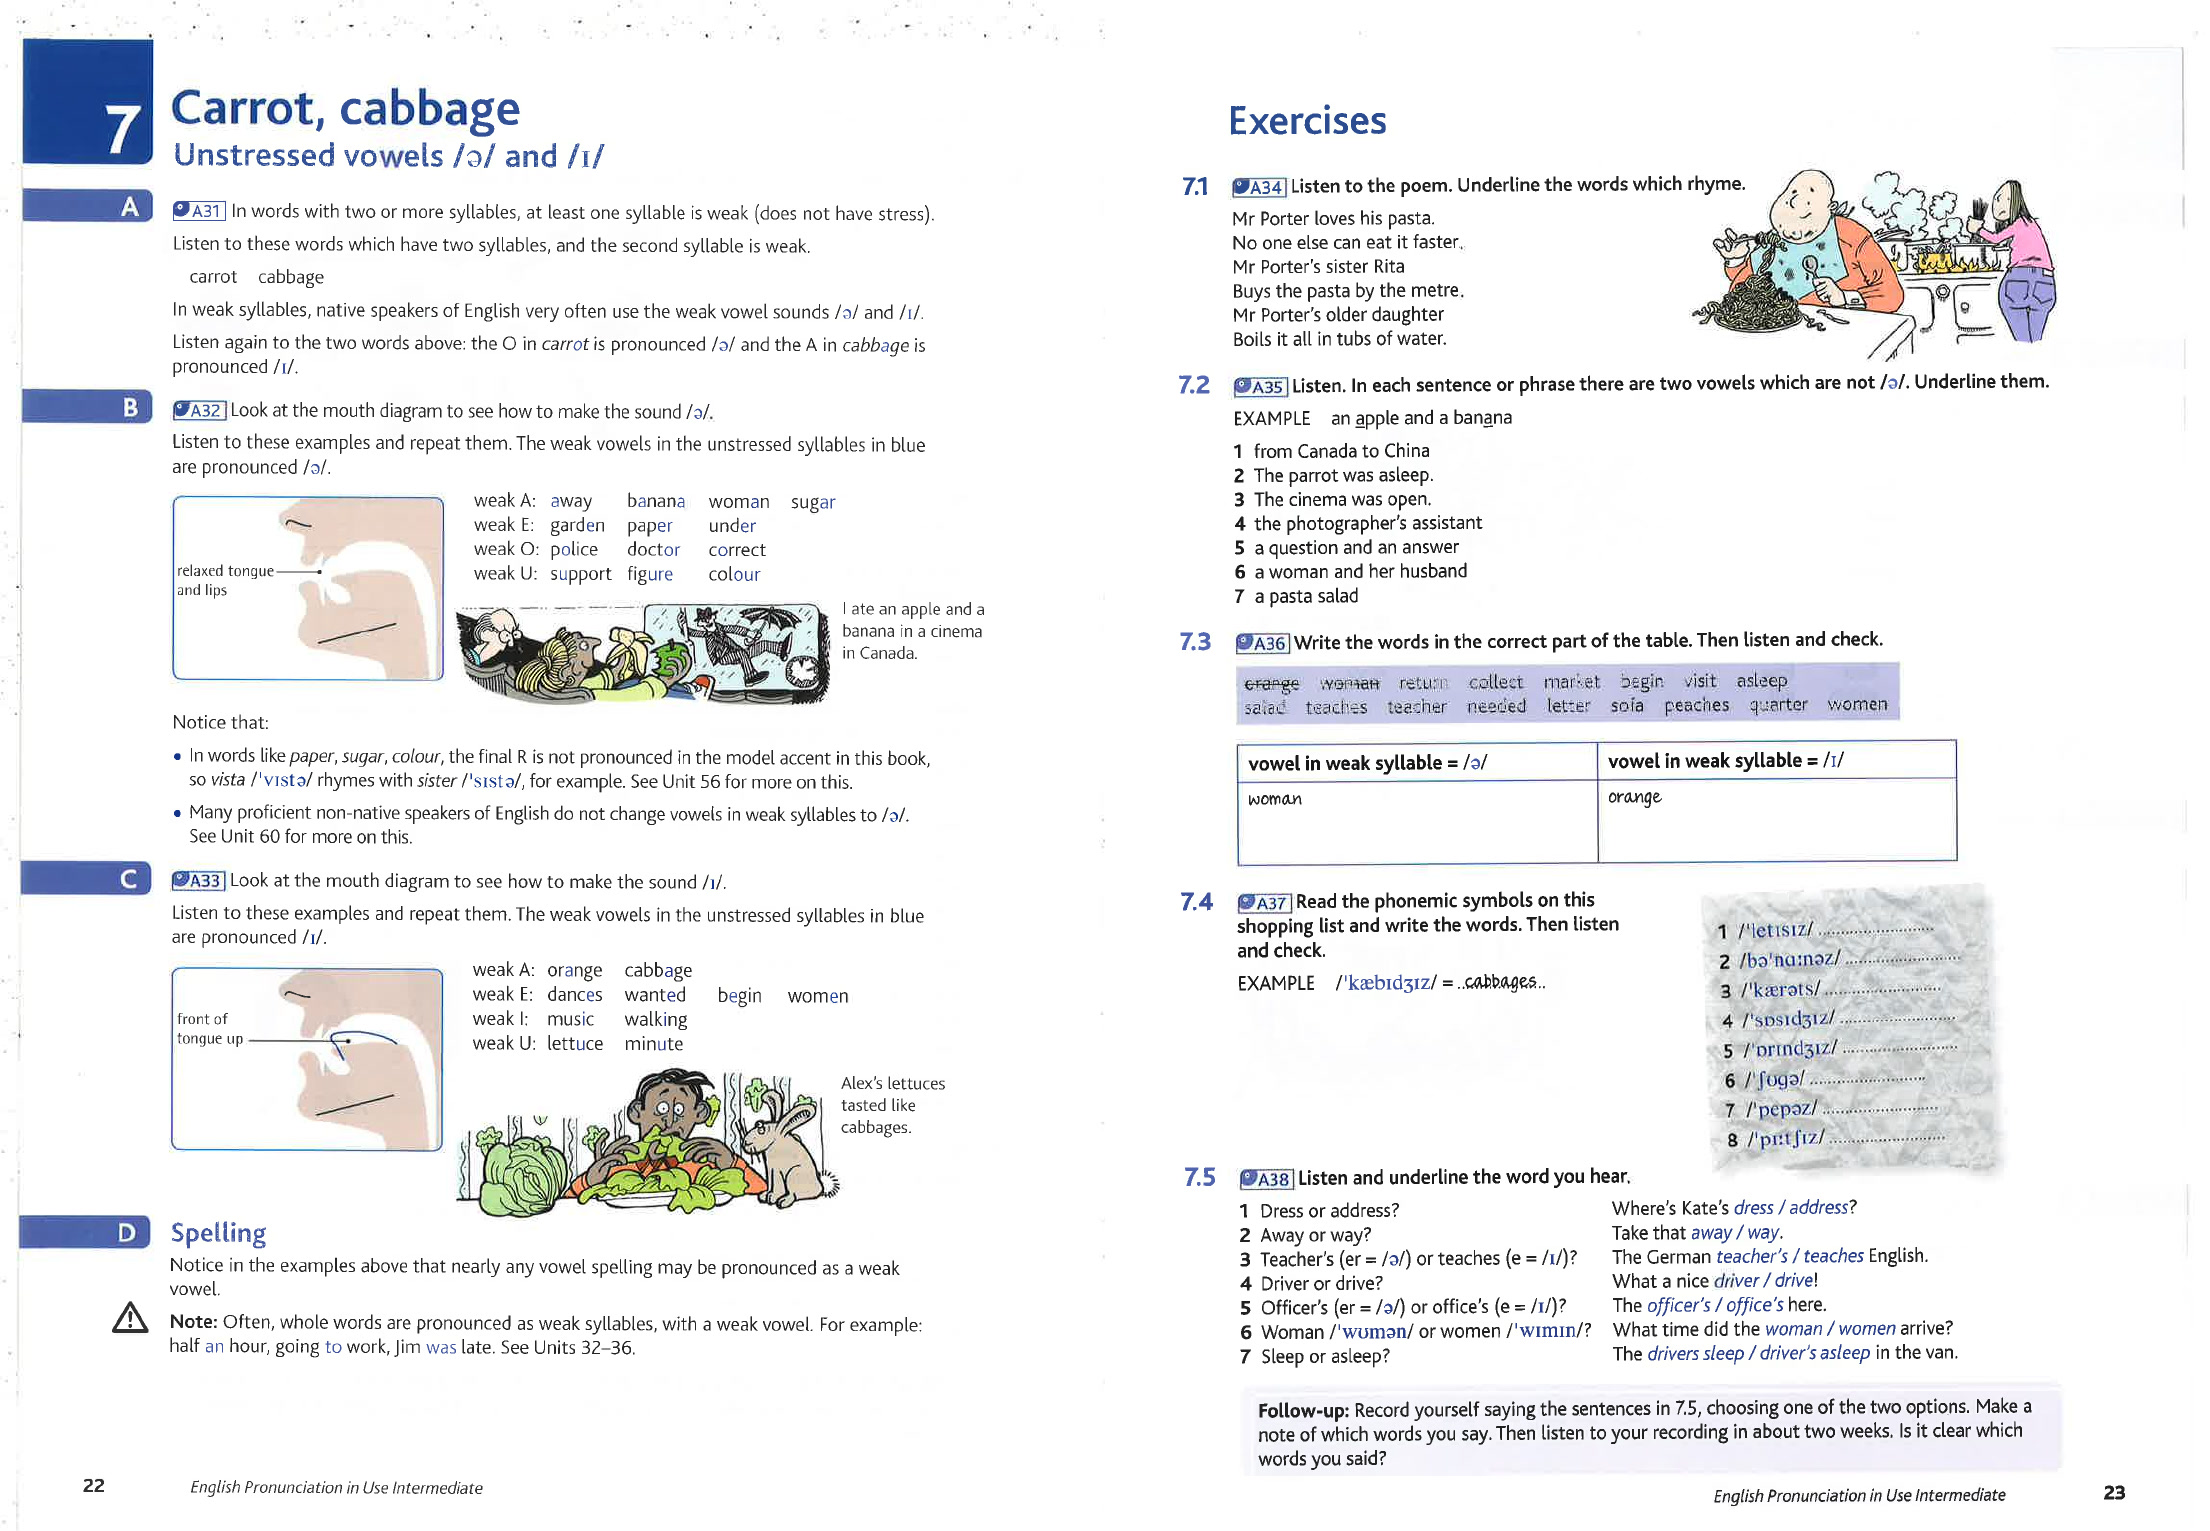 7
Carrot, cabbage
Unstressed vowels /ə/ and /ɪ/
A
A31 In words with two or more syllables, at least one syllable is weak (does not have stress).
Listen to these words which have two syllables, and the second syllable is weak.
carrot cabbage
In weak syllables, native speakers of English very often use the weak vowel sounds /ə/ and /ɪ/.
Listen again to the two words above: the O in carrot is pronounced /ə/ and the A in cabbage is
pronounced /ɪ/.
B
A32 Look at the mouth diagram to see how to make the sound /ə/.
Listen to these examples and repeat them. The weak vowels in the unstressed syllables in blue
are pronounced /ə/.
relaxed tongue
and lips
weak A: away banana woman sugar
weak E: garden paper under
weak O: police doctor correct
weak U: support figure colour
I ate an apple and a
banana in a cinema
in Canada.
Notice that:
• In words like paper, sugar, colour, the final R is not pronounced in the model accent in this book,
so vista /ˈvɪstə/ rhymes with sister /ˈsɪstə/, for example. See Unit 56 for more on this.
• Many proficient non-native speakers of English do not change vowels in weak syllables to /ə/.
See Unit 60 for more on this.
C
A33 Look at the mouth diagram to see how to make the sound /ɪ/.
Listen to these examples and repeat them. The weak vowels in the unstressed syllables in blue
are pronounced /ɪ/.
front of
tongue up
weak A: orange cabbage
weak E: dances wanted begin women
weak I: music walking
weak U: lettuce minute
Alex's lettuces
tasted like
cabbages.
D
Spelling
Notice in the examples above that nearly any vowel spelling may be pronounced as a weak
vowel.
Note: Often, whole words are pronounced as weak syllables, with a weak vowel. For example:
half an hour, going to work, Jim was late. See Units 32–36.
22 English Pronunciation in Use Intermediate
Exercises
7.1 A34 Listen to the poem. Underline the words which rhyme.
Mr Porter loves his pasta.
No one else can eat it faster.
Mr Porter's sister Rita
Buys the pasta by the metre.
Mr Porter's older daughter
Boils it all in tubs of water.
7.2 A35 Listen. In each sentence or phrase there are two vowels which are not /ə/. Underline them.
EXAMPLE an apple and a banana
1 from Canada to China
2 The parrot was asleep.
3 The cinema was open.
4 the photographer's assistant
5 a question and an answer
6 a woman and her husband
7 a pasta salad
7.3 A36 Write the words in the correct part of the table. Then listen and check.
orange woman return collect market begin visit asleep
salad teaches teacher needed letter sofa peaches quarter women
vowel in weak syllable = /ə/ vowel in weak syllable = /ɪ/
woman orange
7.4 A37 Read the phonemic symbols on this
shopping list and write the words. Then listen
and check.
EXAMPLE /ˈkæbɪdʒɪz/ = ..cabbages..
1 /ˈletɪsɪz/ ..........................
2 /bəˈnɑːnəz/ ..........................
3 /ˈkærəts/ ..........................
4 /ˈsɒsɪdʒɪz/ ..........................
5 /ˈɒrɪndʒɪz/ ..........................
6 /ˈʃʊgə/ ..........................
7 /ˈpepəz/ ..........................
8 /ˈpiːtʃɪz/ ..........................
7.5 A38 Listen and underline the word you hear.
1 Dress or address? Where's Kate's dress / address?
2 Away or way? Take that away / way.
3 Teacher's (er = /ə/) or teaches (e = /ɪ/)? The German teacher's / teaches English.
4 Driver or drive? What a nice driver / drive!
5 Officer's (er = /ə/) or office's (e = /ɪ/)? The officer's / office's here.
6 Woman /ˈwʊmən/ or women /ˈwɪmɪn/? What time did the woman / women arrive?
7 Sleep or asleep? The drivers sleep / driver's asleep in the van.
Follow-up: Record yourself saying the sentences in 7.5, choosing one of the two options. Make a
note of which words you say. Then listen to your recording in about two weeks. Is it clear which
words you said?
English Pronunciation in Use Intermediate 23